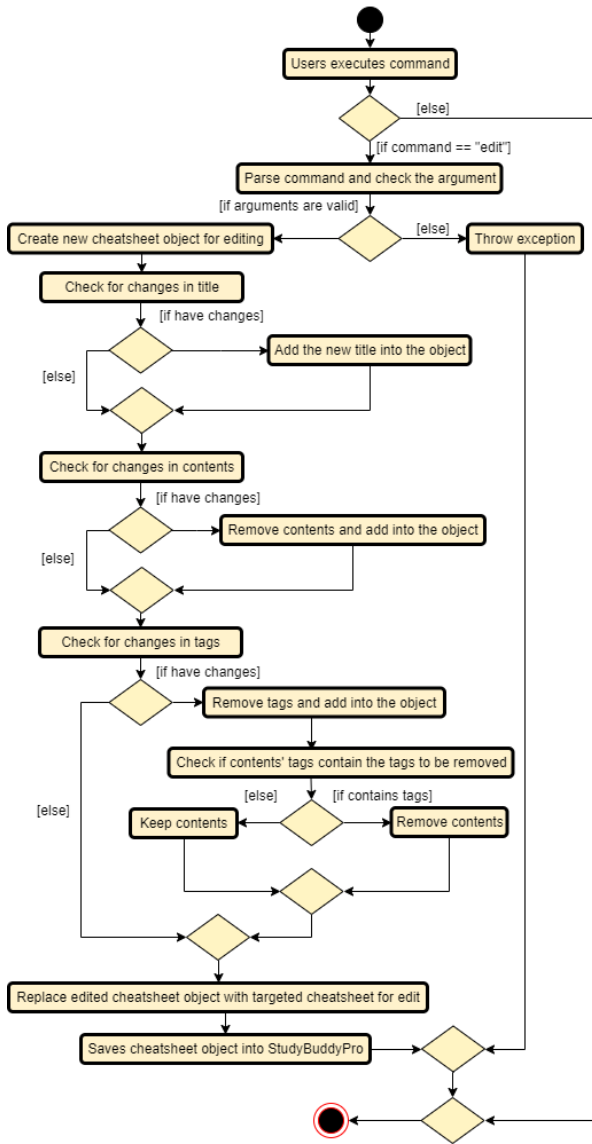 Users executes command
[else]
[if command == "edit"]
Parse command and check the argument
[if arguments are valid]
[else]
Create new cheatsheet object for editing
Throw exception
Check for changes in title
[if have changes]
Add the new title into the object
[else]
Check for changes in contents
[if have changes]
Remove contents and add into the object
[else]
Check for changes in tags
[if have changes]
Remove tags and add into the object
Check if contents' tags contain the tags to be removed
[else]
[if contains tags]
[else]
Keep contents
Remove contents
Replace edited cheatsheet object with targeted cheatsheet for edit
Saves cheatsheet object into StudyBuddyPro